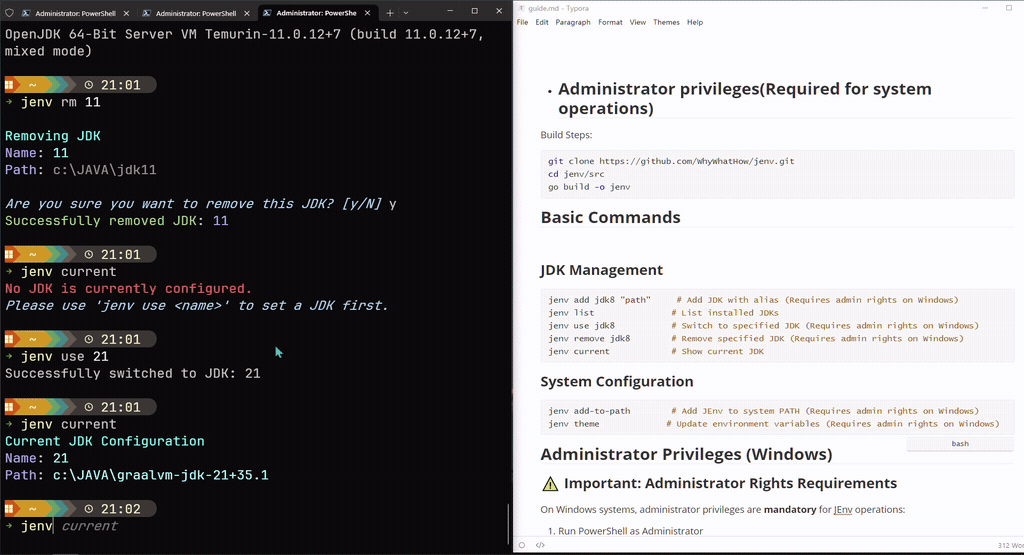 Administrator: PowerShell
Administrator: PowerShell
Administrator: PowerShe
OpenJDK 64-Bit Server VM Temurin-11.0.12+7 (build 11.0.12+7,
mixed mode)
~ 21:01
jenv rm 11
Removing JDK
Name: 11
Path: c:\JAVA\jdk11
Are you sure you want to remove this JDK? [y/N] y
Successfully removed JDK: 11
~ 21:01
jenv current
No JDK is currently configured.
Please use 'jenv use <name>' to set a JDK first.
~ 21:01
jenv use 21
Successfully switched to JDK: 21
~ 21:01
jenv current
Current JDK Configuration
Name: 21
Path: c:\JAVA\graalvm-jdk-21+35.1
~ 21:02
jenv current
guide.md - Typora
File Edit Paragraph Format View Themes Help
• Administrator privileges(Required for system
operations)
Build Steps:
git clone https://github.com/WhyWhatHow/jenv.git
cd jenv/src
go build -o jenv
Basic Commands
JDK Management
jenv add jdk8 "path" # Add JDK with alias (Requires admin rights on Windows)
jenv list # List installed JDKs
jenv use jdk8 # Switch to specified JDK (Requires admin rights on Windows)
jenv remove jdk8 # Remove specified JDK (Requires admin rights on Windows)
jenv current # Show current JDK
System Configuration
jenv add-to-path # Add JEnv to system PATH (Requires admin rights on Windows)
jenv theme # Update environment variables (Requires admin rights on Windows)
bash
Administrator Privileges (Windows)
⚠ Important: Administrator Rights Requirements
On Windows systems, administrator privileges are mandatory for JEnv operations:
1. Run PowerShell as Administrator
</> 312 Wor